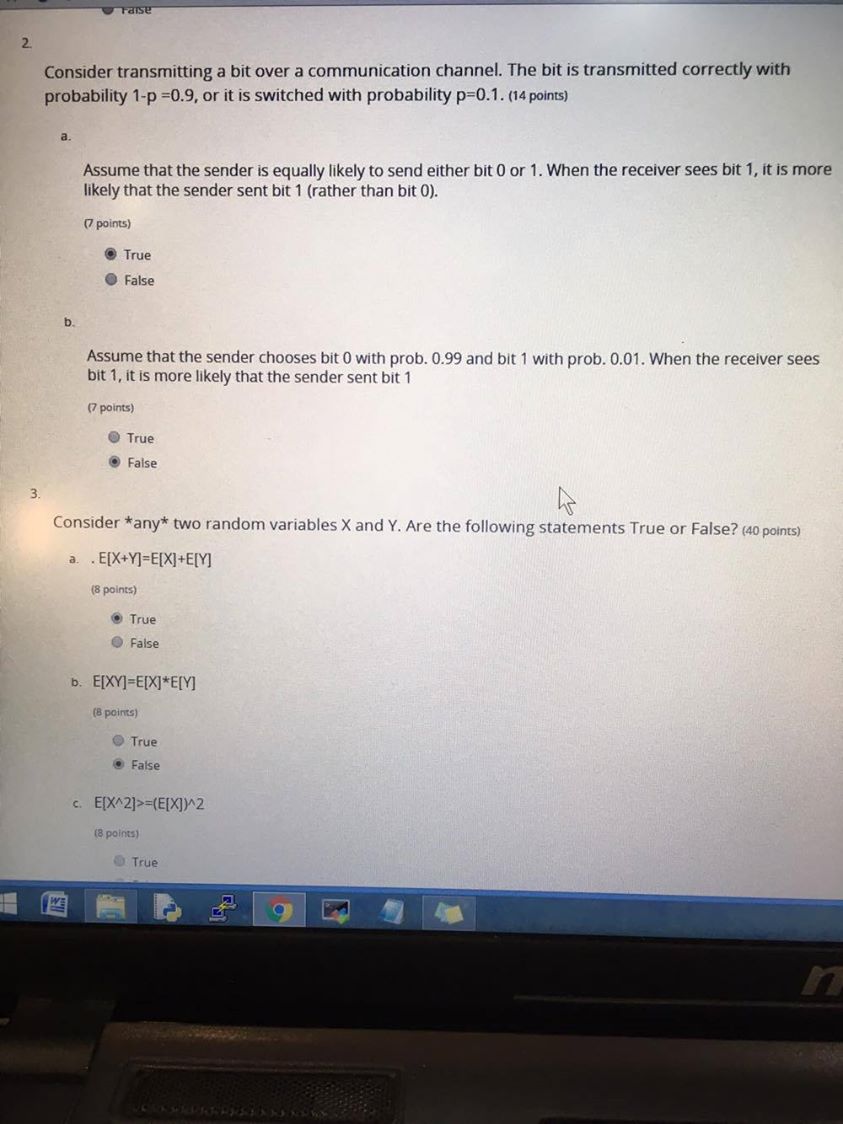 False
2.
Consider transmitting a bit over a communication channel. The bit is transmitted correctly with
probability 1-p =0.9, or it is switched with probability p=0.1. (14 points)
a.
Assume that the sender is equally likely to send either bit 0 or 1. When the receiver sees bit 1, it is more
likely that the sender sent bit 1 (rather than bit 0).
(7 points)
True
False
b.
Assume that the sender chooses bit 0 with prob. 0.99 and bit 1 with prob. 0.01. When the receiver sees
bit 1, it is more likely that the sender sent bit 1
(7 points)
True
False
3.
Consider *any* two random variables X and Y. Are the following statements True or False? (40 points)
a. . E[X+Y]=E[X]+E[Y]
(8 points)
True
False
b. E[XY]=E[X]*E[Y]
(8 points)
True
False
c. E[X^2]>=(E[X])^2
(8 points)
True